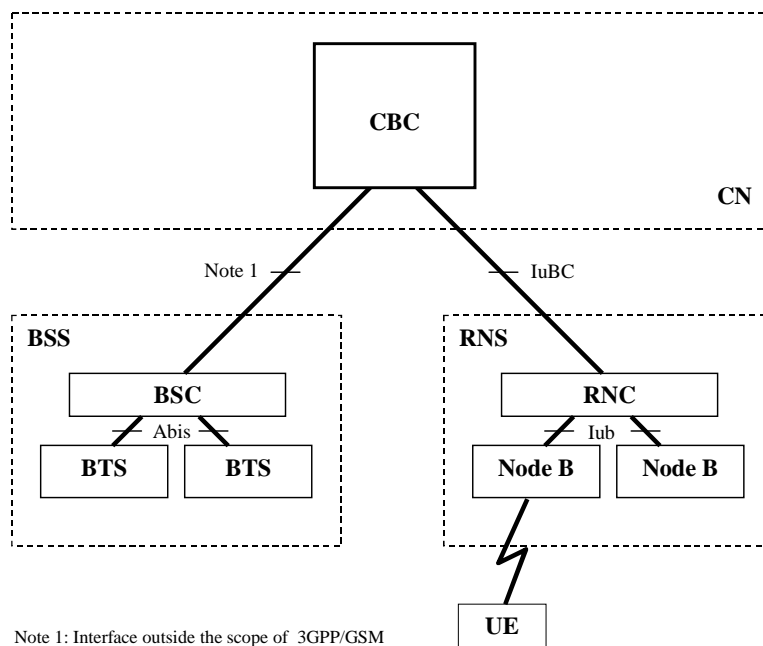 CBC
CN
Note 1
IuBC
BSS
RNS
BSC
RNC
Abis
Iub
BTS
BTS
Node B
Node B
UE
Note 1: Interface outside the scope of 3GPP/GSM